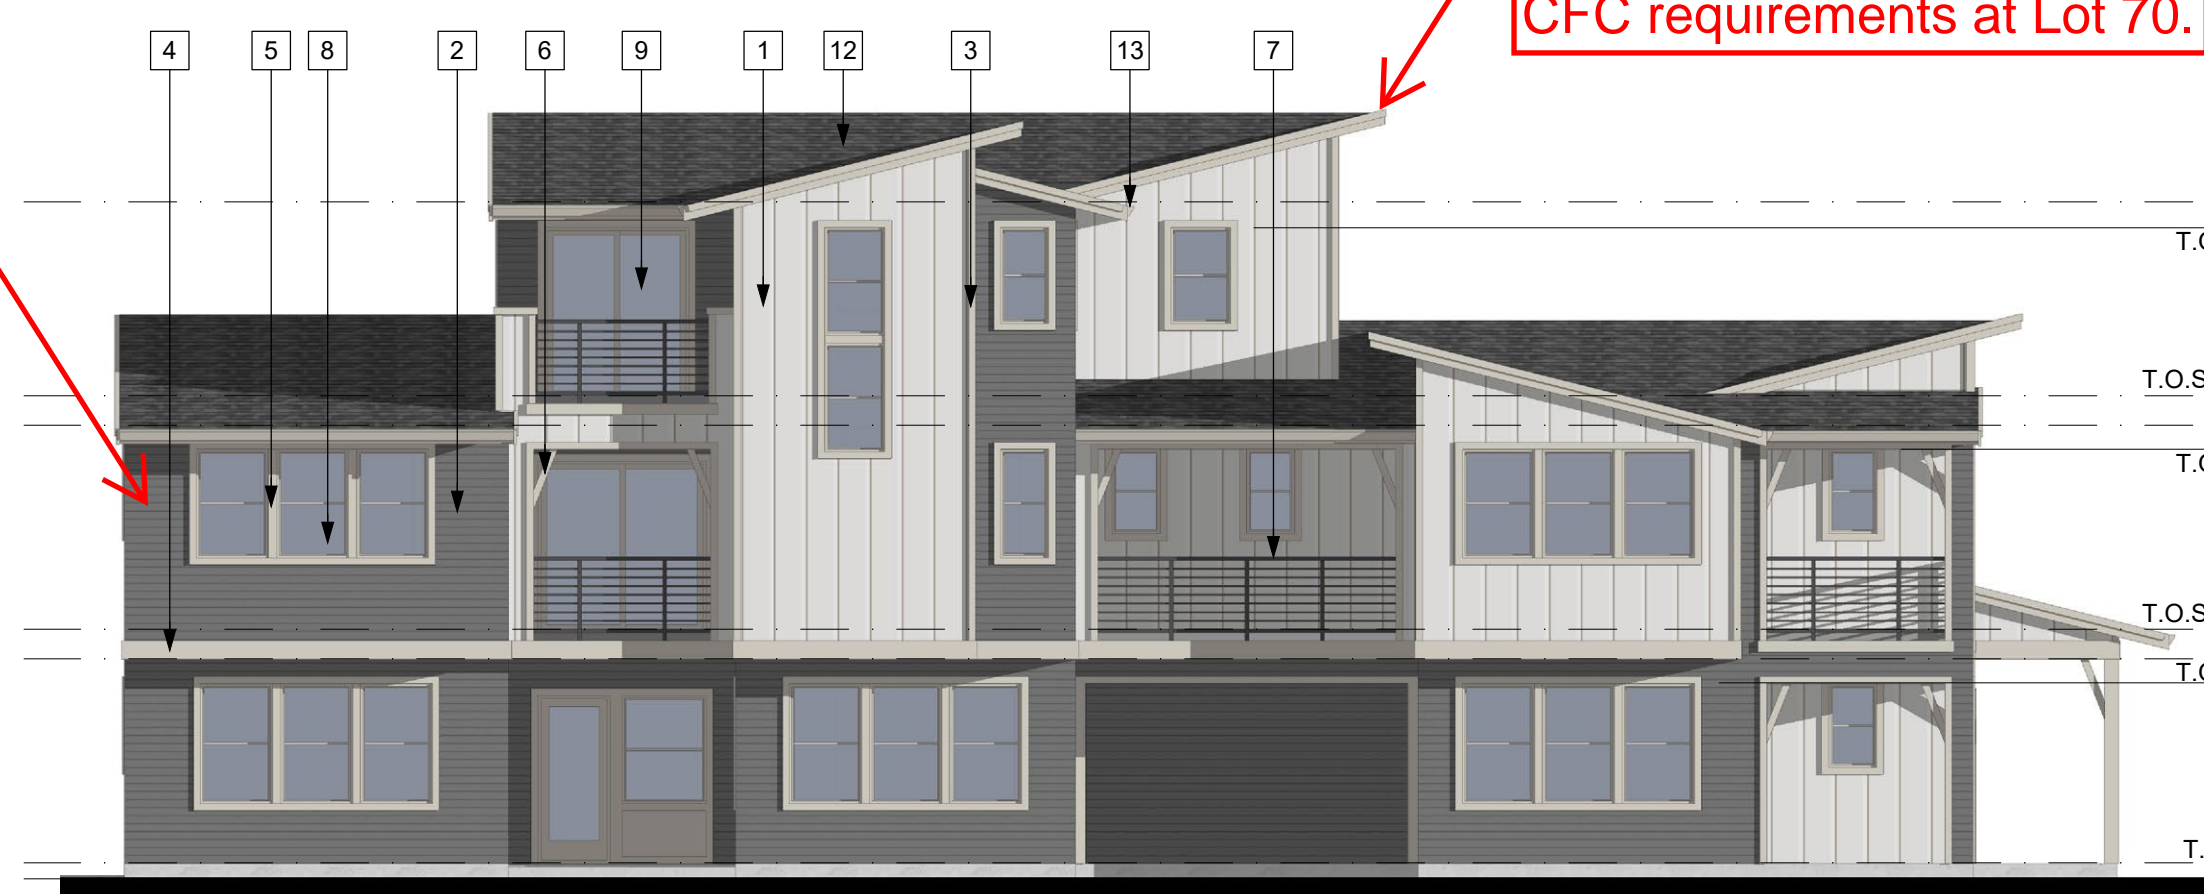 CFC requirements at Lot 70.
4 5 8 2 6 9 1 12 3 13 7
T.O
T.O.S
T.O
T.O.S
T.O
T.